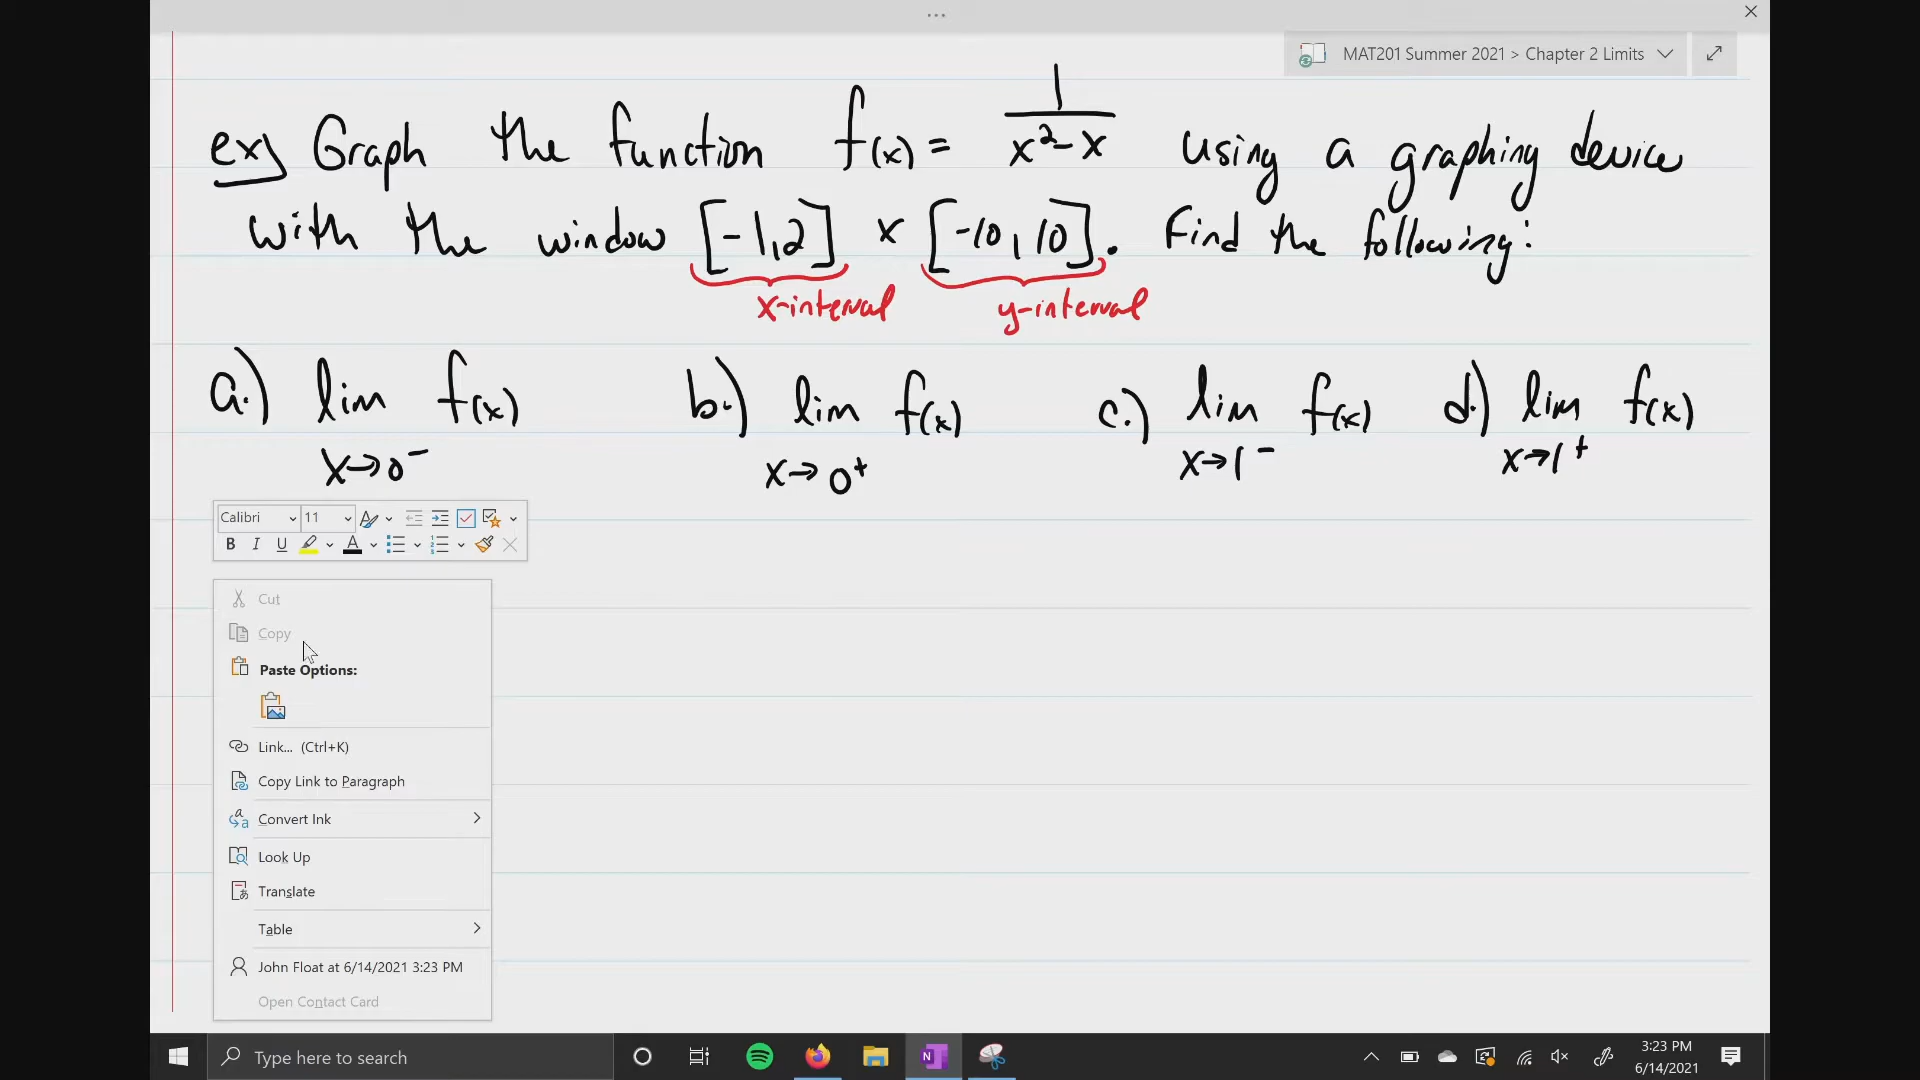 ...
MAT201 Summer 2021 > Chapter 2 Limits
ex) Graph the function f(x) = 1/(x²-x) using a graphing device
with the window [-1,2] x [-10,10]. Find the following:
x-interval y-interval
a.) lim f(x) b.) lim f(x) c.) lim f(x) d.) lim f(x)
x→0⁻ x→0⁺ x→1⁻ x→1⁺
Calibri 11
B I U A
Cut
Copy
Paste Options:
Link... (Ctrl+K)
Copy Link to Paragraph
Convert Ink
Look Up
Translate
Table
John Float at 6/14/2021 3:23 PM
Open Contact Card
Type here to search
3:23 PM
6/14/2021